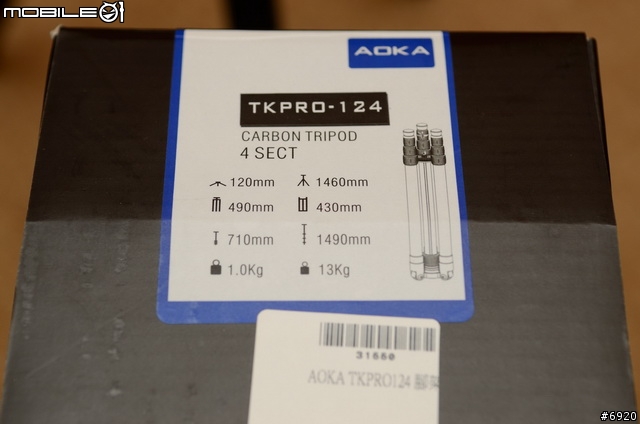 MOBILE01
AOKA
TKPRO-124
CARBON TRIPOD
4 SECT
120mm 1460mm
490mm 430mm
710mm 1490mm
1.0Kg 13Kg
31550
AOKA TKPRO124
#6920